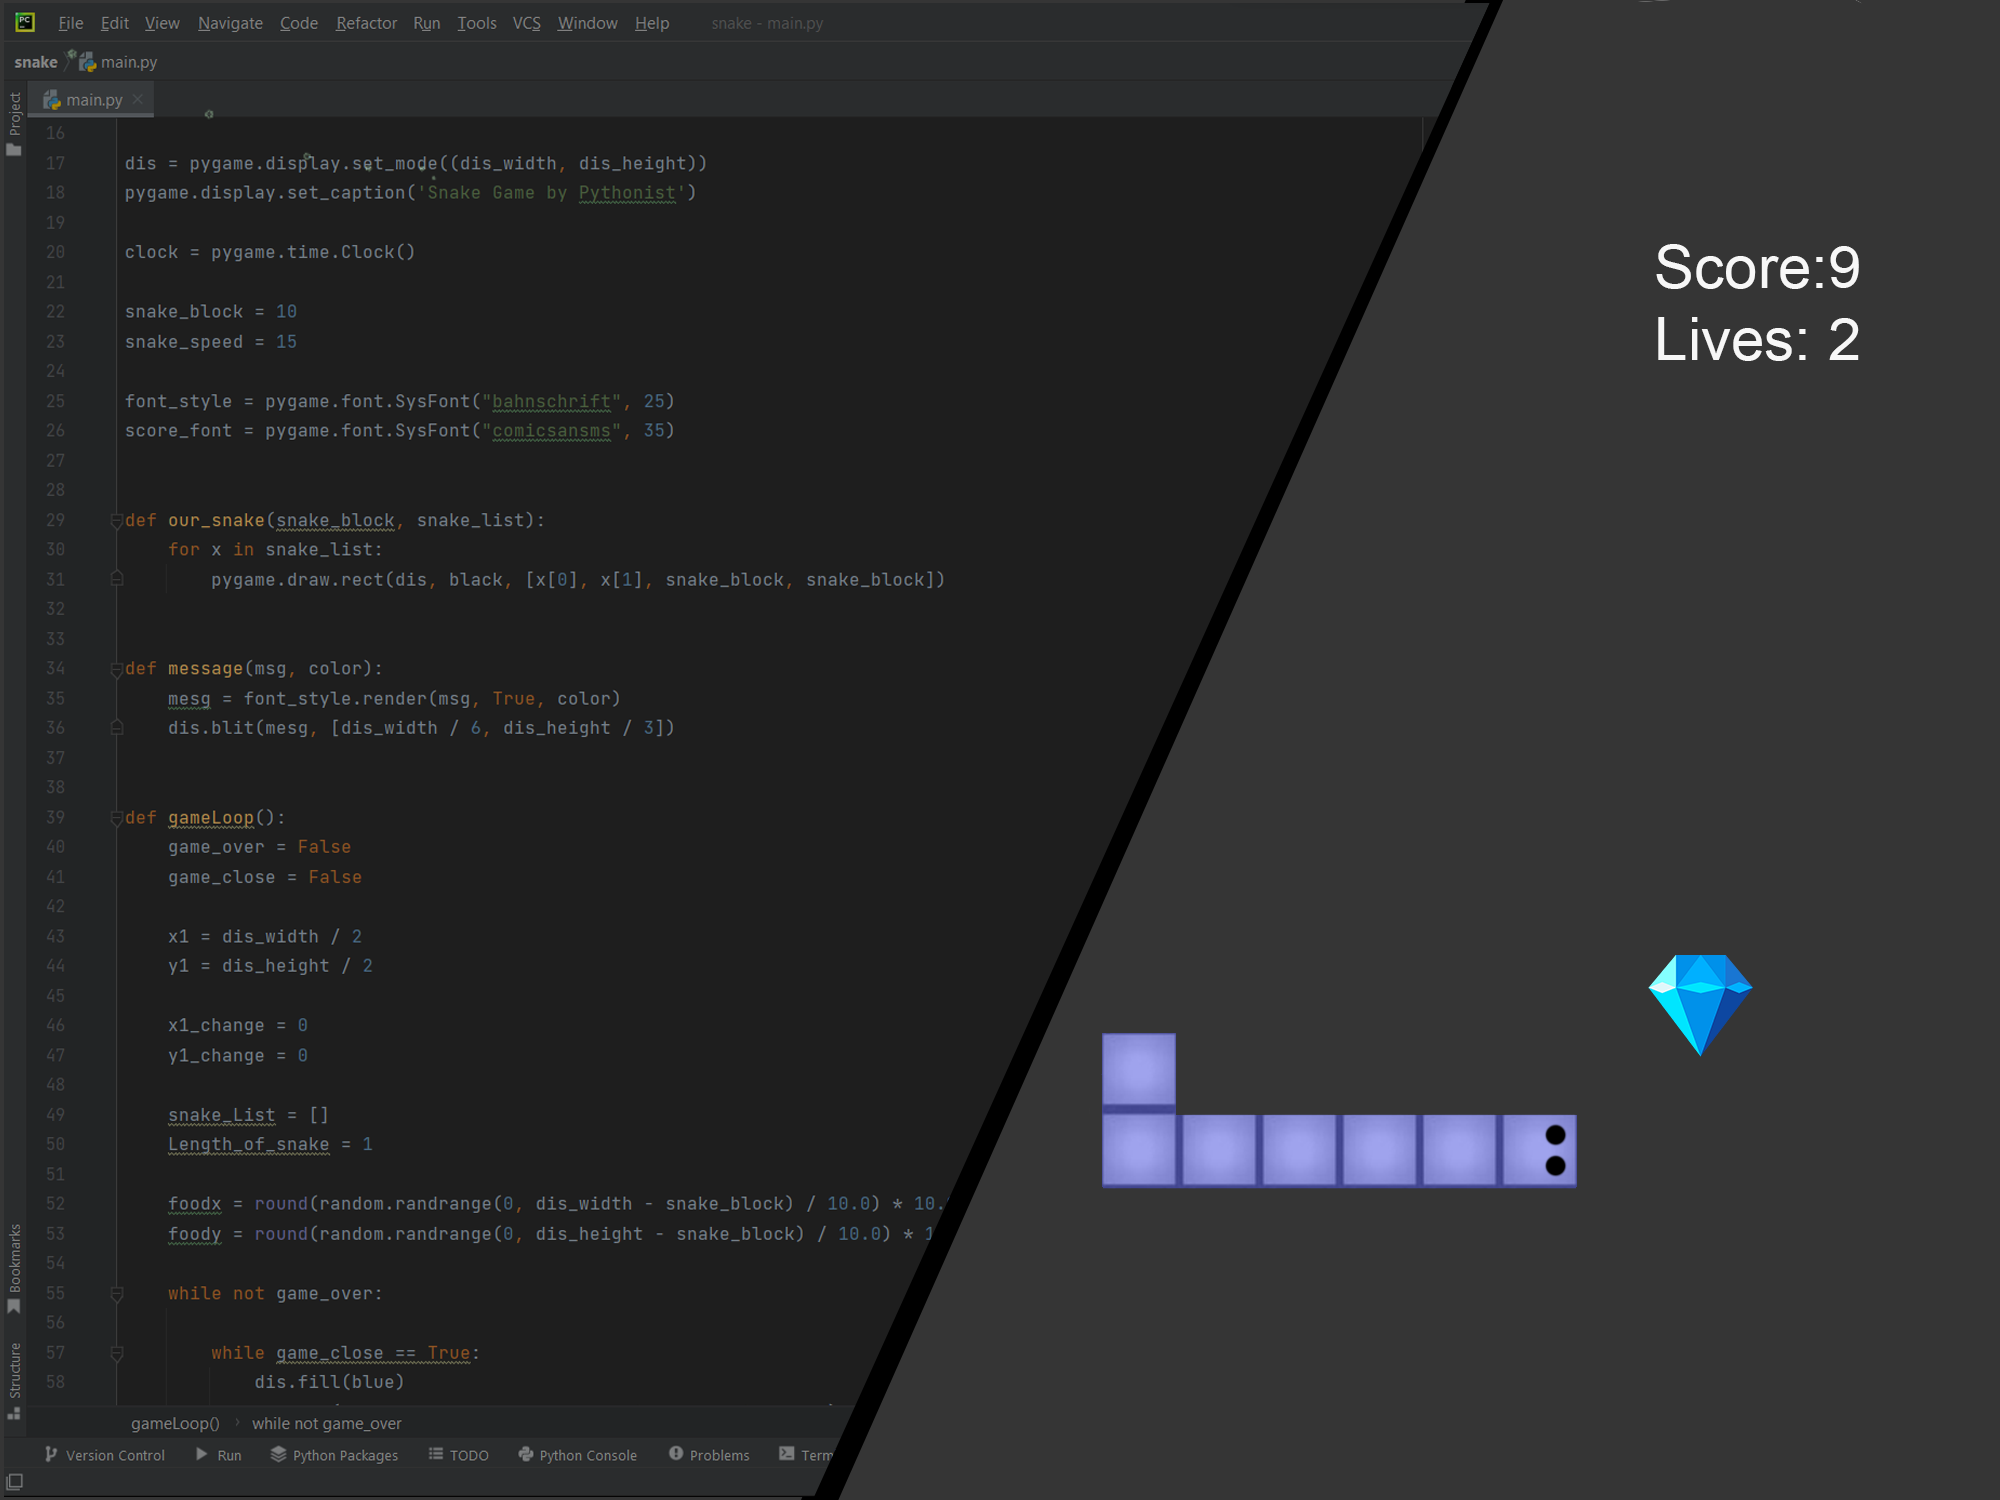 PC
File Edit View Navigate Code Refactor Run Tools VCS Window Help snake - main.py
snake main.py
Project
main.py
16
17 dis = pygame.display.set_mode((dis_width, dis_height))
18 pygame.display.set_caption('Snake Game by Pythonist')
19
20 clock = pygame.time.Clock()
21
22 snake_block = 10
23 snake_speed = 15
24
25 font_style = pygame.font.SysFont("bahnschrift", 25)
26 score_font = pygame.font.SysFont("comicsansms", 35)
27
28
29 def our_snake(snake_block, snake_list):
30 for x in snake_list:
31 pygame.draw.rect(dis, black, [x[0], x[1], snake_block, snake_block])
32
33
34 def message(msg, color):
35 mesg = font_style.render(msg, True, color)
36 dis.blit(mesg, [dis_width / 6, dis_height / 3])
37
38
39 def gameLoop():
40 game_over = False
41 game_close = False
42
43 x1 = dis_width / 2
44 y1 = dis_height / 2
45
46 x1_change = 0
47 y1_change = 0
48
49 snake_List = []
50 Length_of_snake = 1
51
52 foodx = round(random.randrange(0, dis_width - snake_block) / 10.0) * 10.
53 foody = round(random.randrange(0, dis_height - snake_block) / 10.0) * 1
54
55 while not game_over:
56
57 while game_close == True:
58 dis.fill(blue)
Bookmarks
Structure
gameLoop() › while not game_over
Version Control Run Python Packages TODO Python Console Problems Term
Score:9
Lives: 2